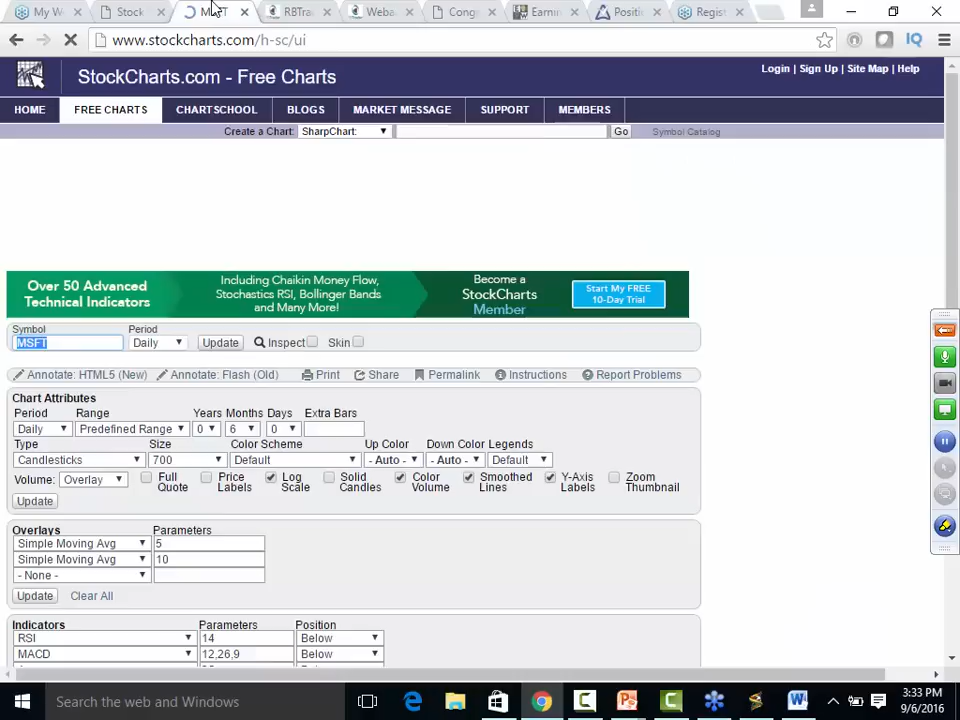 My W
Stock
MSFT
RBTra
Weba
Cong
Earnin
Positi
Regist
www.stockcharts.com/h-sc/ui
IQ
StockCharts.com - Free Charts
Login | Sign Up | Site Map | Help
HOME
FREE CHARTS
CHARTSCHOOL
BLOGS
MARKET MESSAGE
SUPPORT
MEMBERS
Create a Chart: SharpChart: Go Symbol Catalog
Over 50 Advanced
Technical Indicators
Including Chaikin Money Flow,
Stochastics RSI, Bollinger Bands
and Many More!
Become a
StockCharts
Member
Start My FREE
10-Day Trial
Symbol Period
MSFT Daily Update Inspect Skin
Annotate: HTML5 (New) Annotate: Flash (Old) Print Share Permalink Instructions Report Problems
Chart Attributes
Period Range Years Months Days Extra Bars
Daily Predefined Range 0 6 0
Type Size Color Scheme Up Color Down Color Legends
Candlesticks 700 Default - Auto - - Auto - Default
Volume: Overlay
Full Quote
Price Labels
Log Scale
Solid Candles
Color Volume
Smoothed Lines
Y-Axis Labels
Zoom Thumbnail
Update
Overlays Parameters
Simple Moving Avg 5
Simple Moving Avg 10
- None -
Update Clear All
Indicators Parameters Position
RSI 14 Below
MACD 12,26,9 Below
Search the web and Windows
3:33 PM
9/6/2016